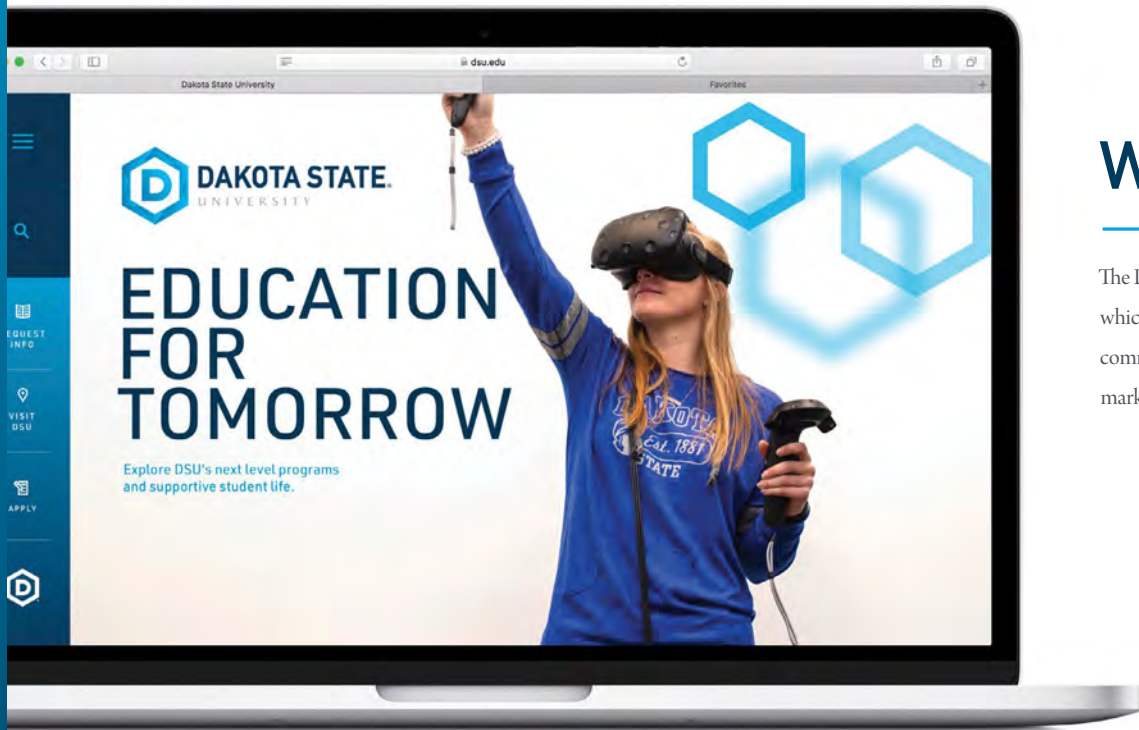 dsu.edu
Dakota State University
Favorites
DAKOTA STATE
UNIVERSITY
EDUCATION
FOR
TOMORROW
Explore DSU's next level programs
and supportive student life.
EQUEST
INFO
VISIT
DSU
APPLY
D
D
DAKOTA
Est. 1881
STATE
W
The
whic
comm
mark